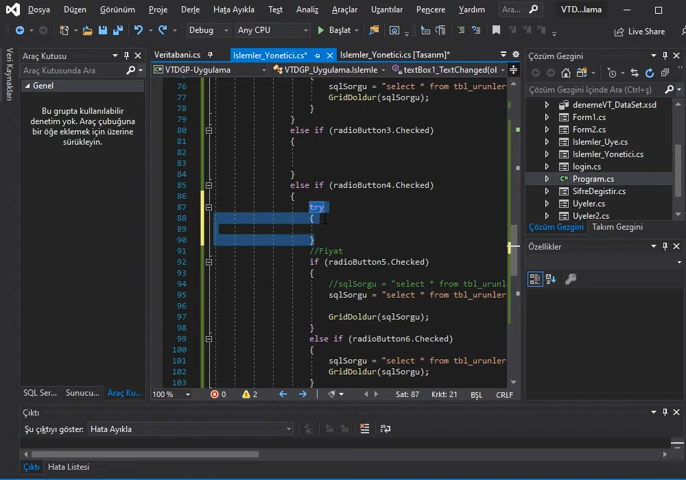 Dosya Düzenle Görünüm Proje Derle Hata Ayıkla Test Çözümle Araçlar Uzantılar Pencere Yardım Ara... VTD...lama
Debug Any CPU Başlat Live Share
Veri Kaynakları
Araç Kutusu
Araç Kutusunda Ara
Genel
Bu grupta kullanılabilir
denetim yok. Araç çubuğuna
bir öğe eklemek için üzerine
sürükleyin.
SQL Ser... Sunucu... Araç Ku...
Veritabani.cs Islemler_Yonetici.cs* Islemler_Yonetici.cs [Tasarım]*
VTDGP-Uygulama VTDGP_Uygulama.Islemle textBox1_TextChanged(ol
76 sqlSorgu = "select * from tbl_urunler
77 GridDoldur(sqlSorgu);
78 }
79 }
80 else if (radioButton3.Checked)
81 {
82
83
84 }
85 else if (radioButton4.Checked)
86 {
87 try
88 {
89
90 }
91 //Fiyat
92 if (radioButton5.Checked)
93 {
94 //sqlSorgu = "select * from tbl_urunl
95 sqlSorgu = "select * from tbl_urunler
96
97 GridDoldur(sqlSorgu);
98 }
99 else if (radioButton6.Checked)
100 {
101 sqlSorgu = "select * from tbl_urunler
102 GridDoldur(sqlSorgu);
103 }
100 % 0 2 Sat: 87 Krkt: 21 BŞL CRLF
Çözüm Gezgini
Çözüm Gezgini İçinde Ara (Ctrl+ş)
denemeVT_DataSet.xsd
Form1.cs
Form2.cs
Islemler_Uye.cs
Islemler_Yonetici.cs
login.cs
Program.cs
SifreDegistir.cs
Uyeler.cs
Uyeler2.cs
Çözüm Gezgini Takım Gezgini
Özellikler
Çıktı
Şu çıktıyı göster: Hata Ayıkla
Çıktı Hata Listesi